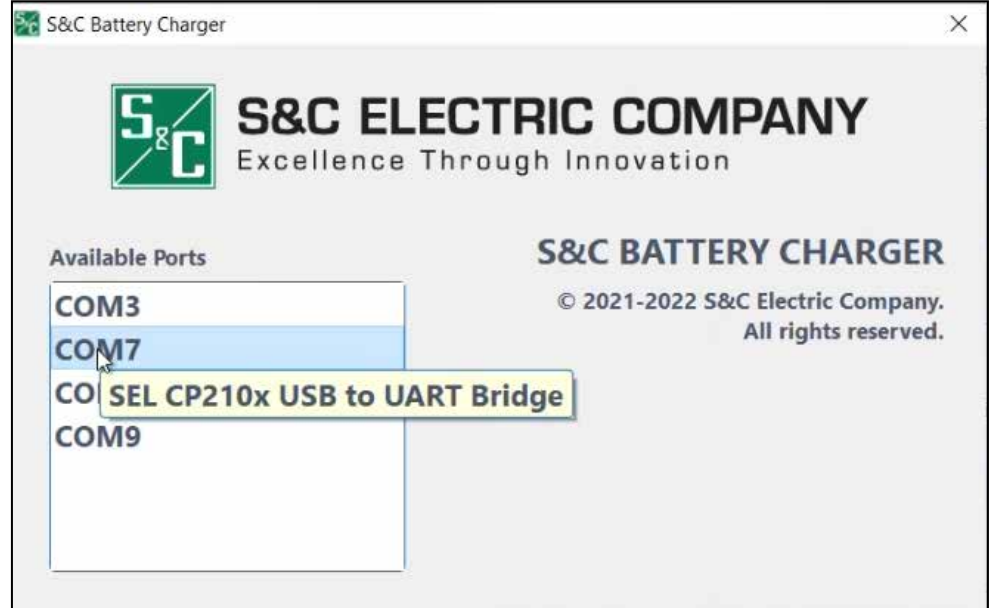 S&C Battery Charger
S&C
S&C ELECTRIC COMPANY
Excellence Through Innovation
S&C BATTERY CHARGER
© 2021-2022 S&C Electric Company.
All rights reserved.
Available Ports
COM3
COM7
SEL CP210x USB to UART Bridge
COM9